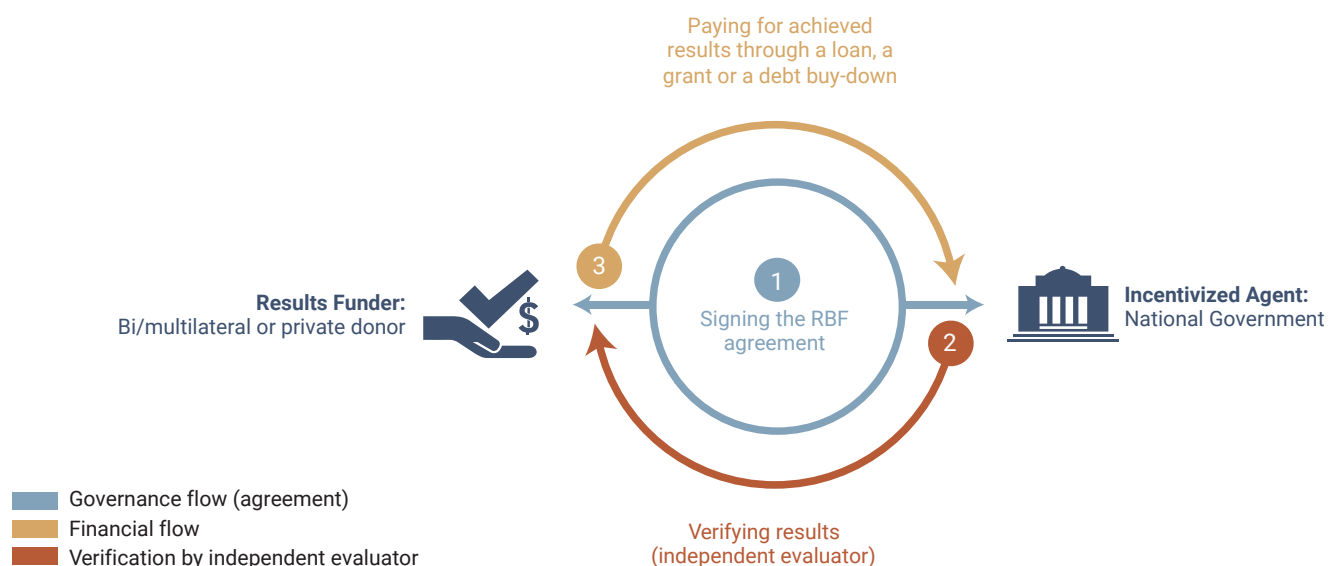 Paying for achieved
results through a loan, a
grant or a debt buy-down
3
1
Signing the RBF
agreement
2
Results Funder:
Bi/multilateral or private donor
$
Incentivized Agent:
National Government
Verifying results
(independent evaluator)
Governance flow (agreement)
Financial flow
Verification by independent evaluator